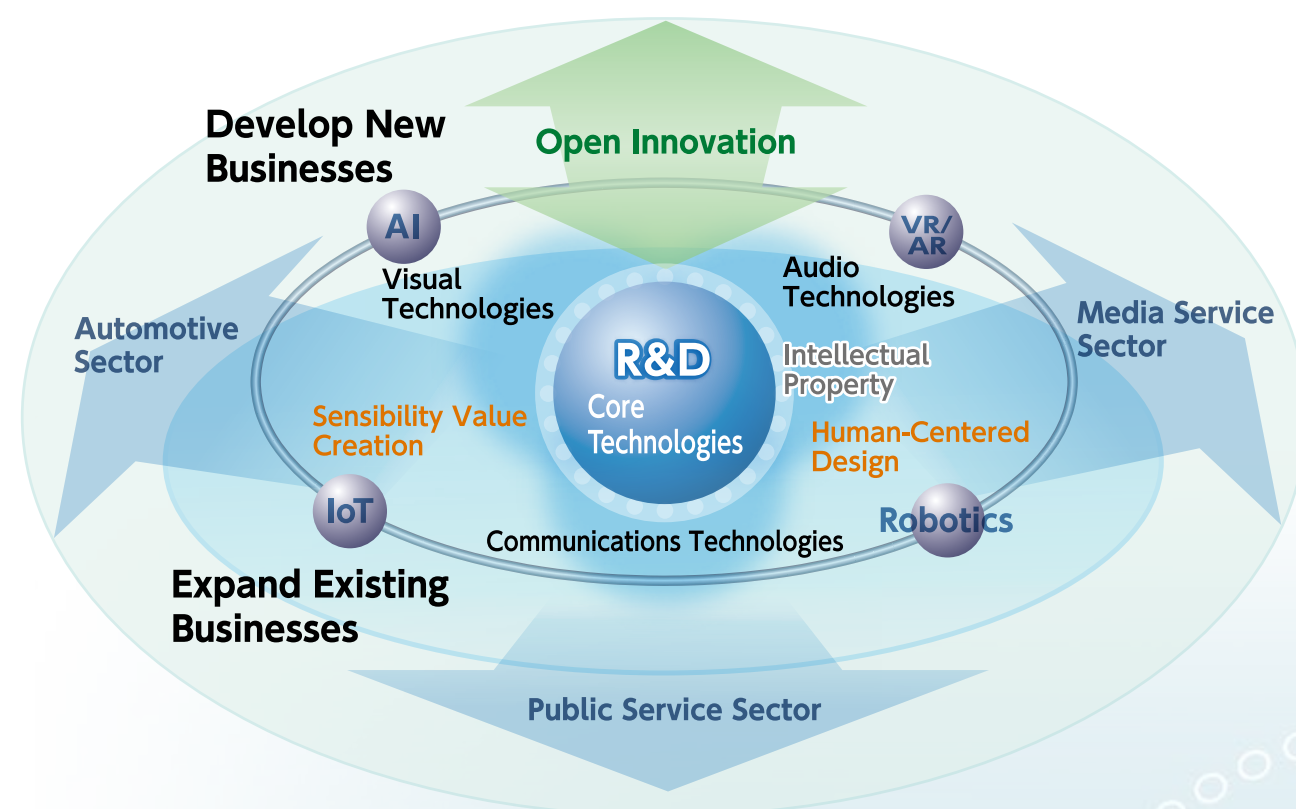 Develop New
Businesses
Open Innovation
AI
VR/
AR
Visual
Technologies
Audio
Technologies
Automotive
Sector
Media Service
Sector
R&D
Core
Technologies
Intellectual
Property
Sensibility Value
Creation
Human-Centered
Design
IoT
Robotics
Communications Technologies
Expand Existing
Businesses
Public Service Sector